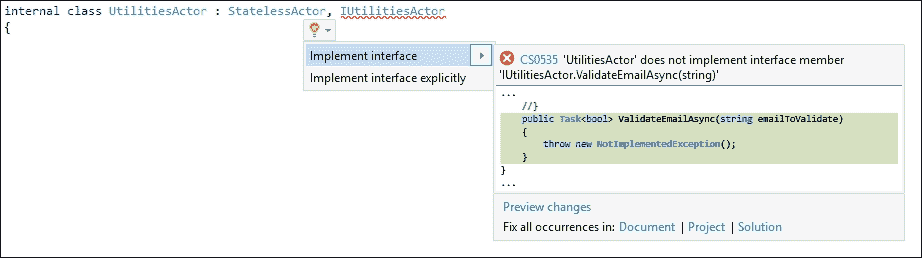 internal class UtilitiesActor : StatelessActor, IUtilitiesActor
{
Implement interface
Implement interface explicitly
CS0535 'UtilitiesActor' does not implement interface member
'IUtilitiesActor.ValidateEmailAsync(string)'
...
//}
public Task<bool> ValidateEmailAsync(string emailToValidate)
{
throw new NotImplementedException();
}
}
...
Preview changes
Fix all occurrences in: Document | Project | Solution